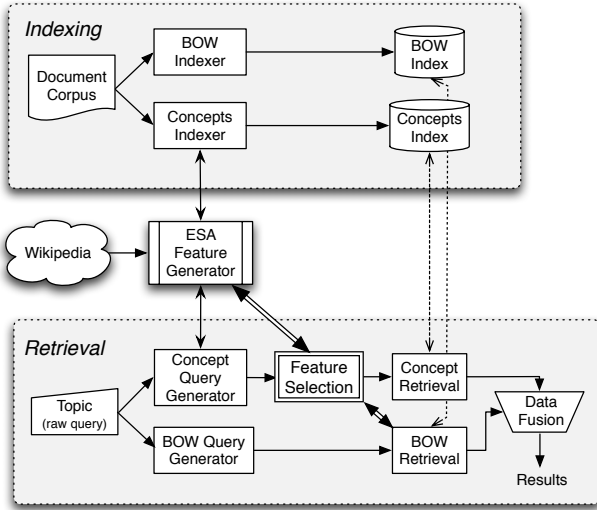 Indexing
Document
Corpus
BOW
Indexer
BOW
Index
Concepts
Indexer
Concepts
Index
Wikipedia
ESA
Feature
Generator
Retrieval
Topic
(raw query)
Concept
Query
Generator
Feature
Selection
Concept
Retrieval
Data
Fusion
BOW Query
Generator
BOW
Retrieval
Results